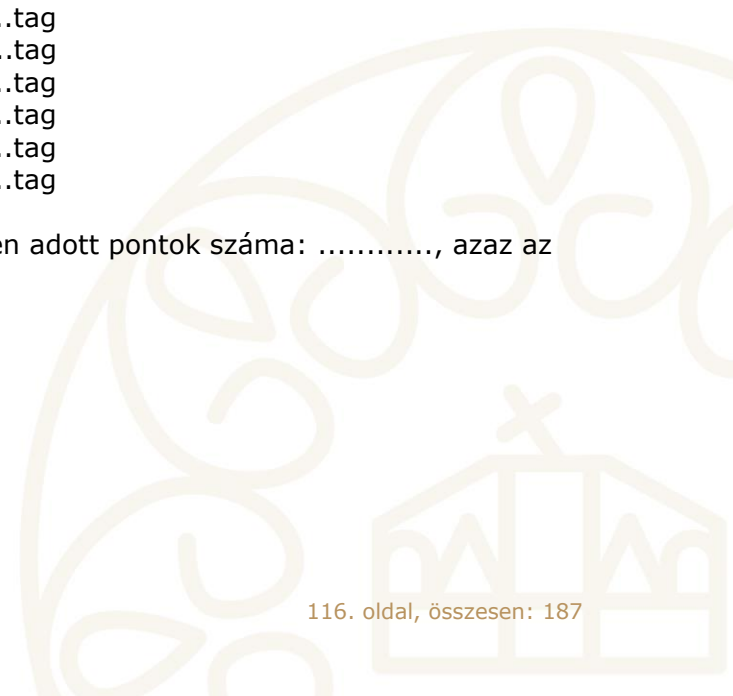 ..tag
..tag
..tag
..tag
..tag
..tag
en adott pontok száma: ............, azaz az
116. oldal, összesen: 187